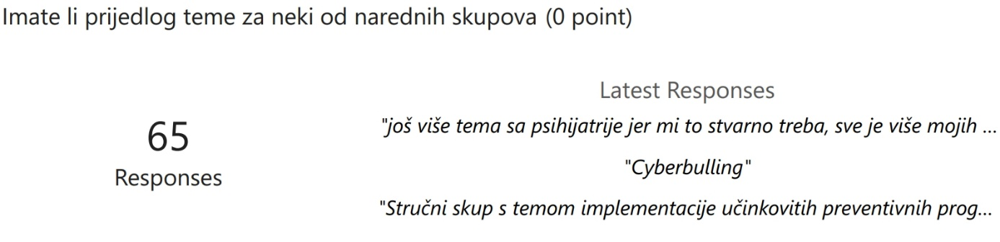 Imate li prijedlog teme za neki od narednih skupova (0 point)
65
Responses
Latest Responses
"još više tema sa psihijatrije jer mi to stvarno treba, sve je više mojih ...
"Cyberbulling"
"Stručni skup s temom implementacije učinkovitih preventivnih prog...